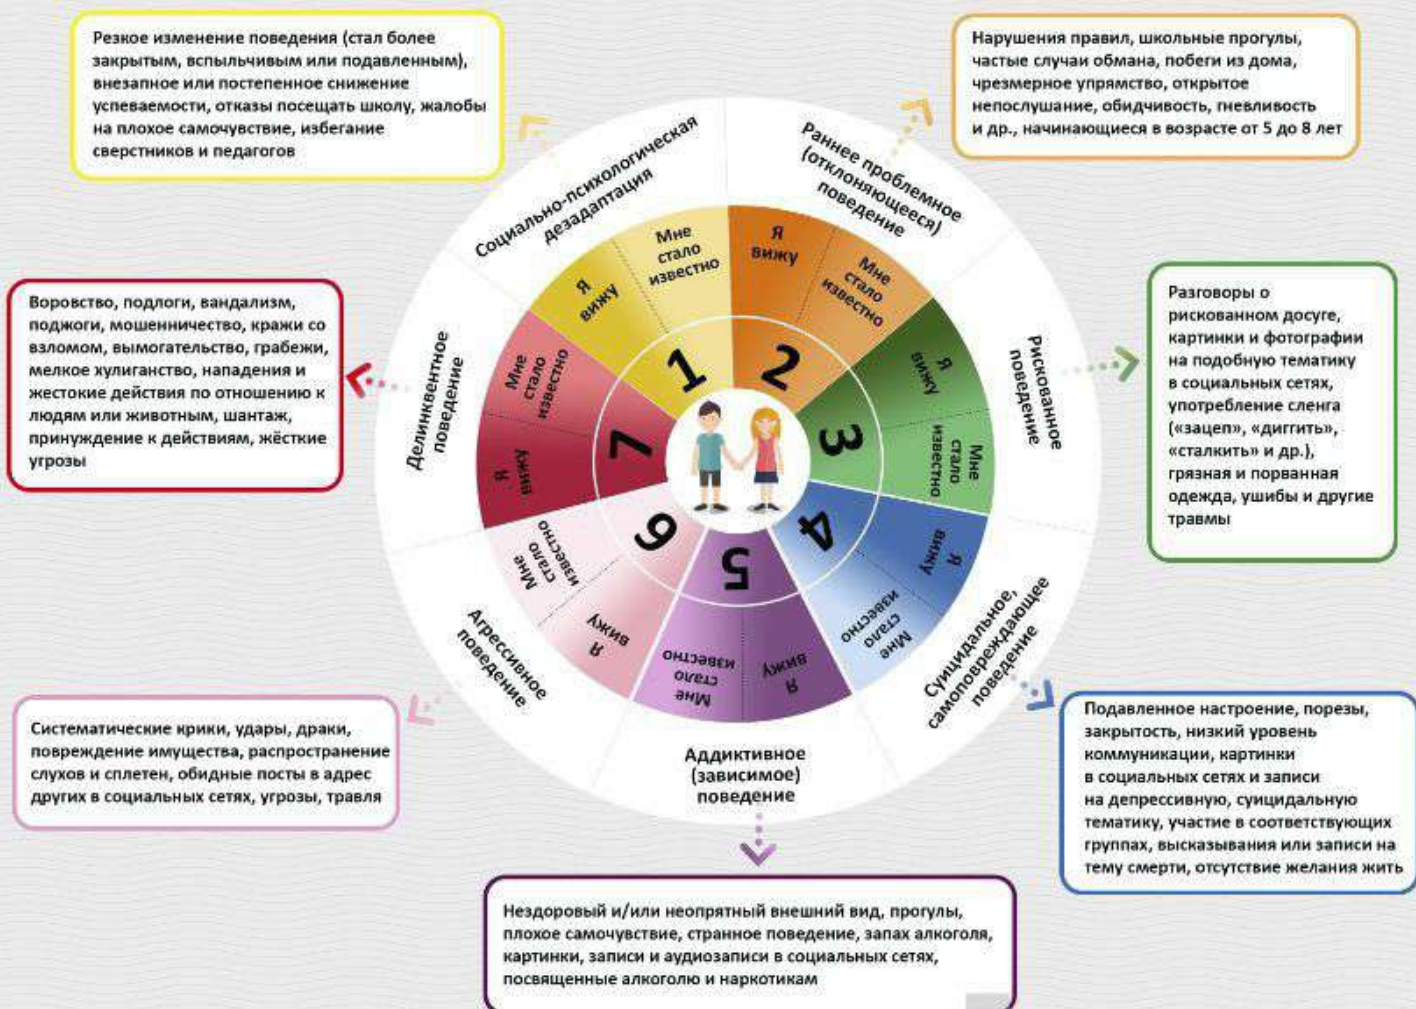 Резкое изменение поведения (стал более
закрытым, вспыльчивым или подавленным),
внезапное или постепенное снижение
успеваемости, отказы посещать школу, жалобы
на плохое самочувствие, избегание
сверстников и педагогов
Нарушения правил, школьные прогулы,
частые случаи обмана, побеги из дома,
чрезмерное упрямство, открытое
непослушание, обидчивость, гневливость
и др., начинающиеся в возрасте от 5 до 8 лет
Социально-психологическая
дезадаптация
Я
вижу
Мне
стало
известно
1
Раннее проблемное
(отклоняющееся)
поведение
Я
вижу
Мне
стало
известно
2
Рискованное
поведение
Я
вижу
Мне
стало
известно
3
Разговоры о
рискованном досуге,
картинки и фотографии
на подобную тематику
в социальных сетях,
употребление сленга
(«зацеп», «диггить»,
«сталкить» и др.),
грязная и порванная
одежда, ушибы и другие
травмы
Суицидальное,
самоповреждающее
поведение
Я
вижу
Мне
стало
известно
4
Подавленное настроение, порезы,
закрытость, низкий уровень
коммуникации, картинки
в социальных сетях и записи
на депрессивную, суицидальную
тематику, участие в соответствующих
группах, высказывания или записи на
тему смерти, отсутствие желания жить
5
Я
вижу
Мне
стало
известно
Аддиктивное
(зависимое)
поведение
Нездоровый и/или неопрятный внешний вид, прогулы,
плохое самочувствие, странное поведение, запах алкоголя,
картинки, записи и аудиозаписи в социальных сетях,
посвященные алкоголю и наркотикам
6
Я
вижу
Мне
стало
известно
Агрессивное
поведение
Систематические крики, удары, драки,
повреждение имущества, распространение
слухов и сплетен, обидные посты в адрес
других в социальных сетях, угрозы, травля
7
Я
вижу
Мне
стало
известно
Делинквентное
поведение
Воровство, подлоги, вандализм,
поджоги, мошенничество, кражи со
взломом, вымогательство, грабежи,
мелкое хулиганство, нападения и
жестокие действия по отношению к
людям или животным, шантаж,
принуждение к действиям, жёсткие
угрозы